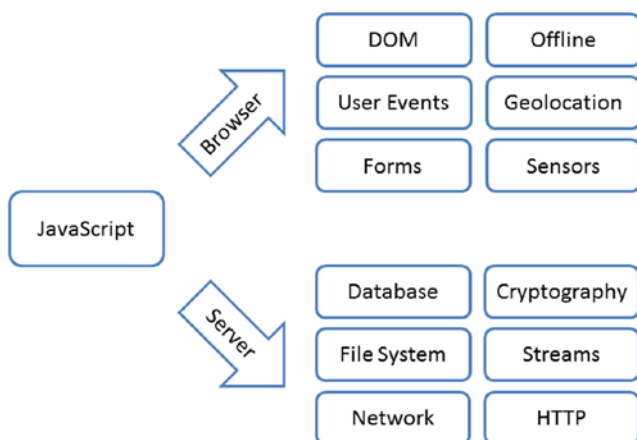 DOM
Offline
User Events
Geolocation
Forms
Sensors
Browser
JavaScript
Server
Database
Cryptography
File System
Streams
Network
HTTP